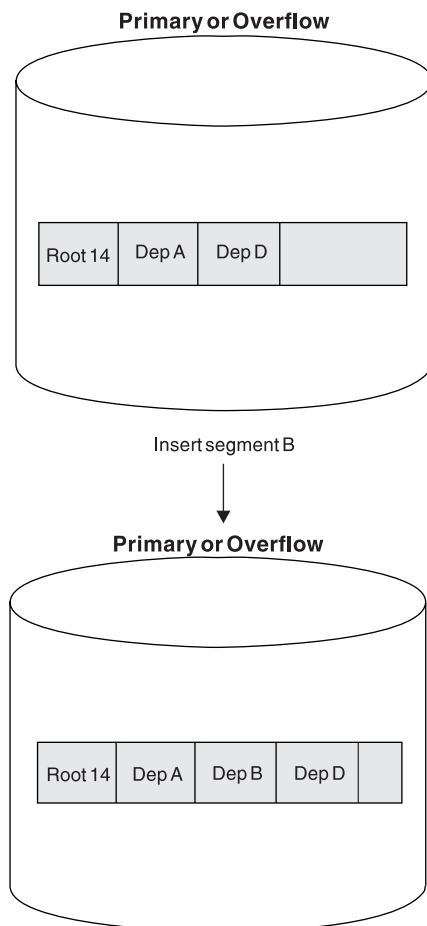 Primary or Overflow
Root 14 Dep A Dep D
Insert segment B
Primary or Overflow
Root 14 Dep A Dep B Dep D